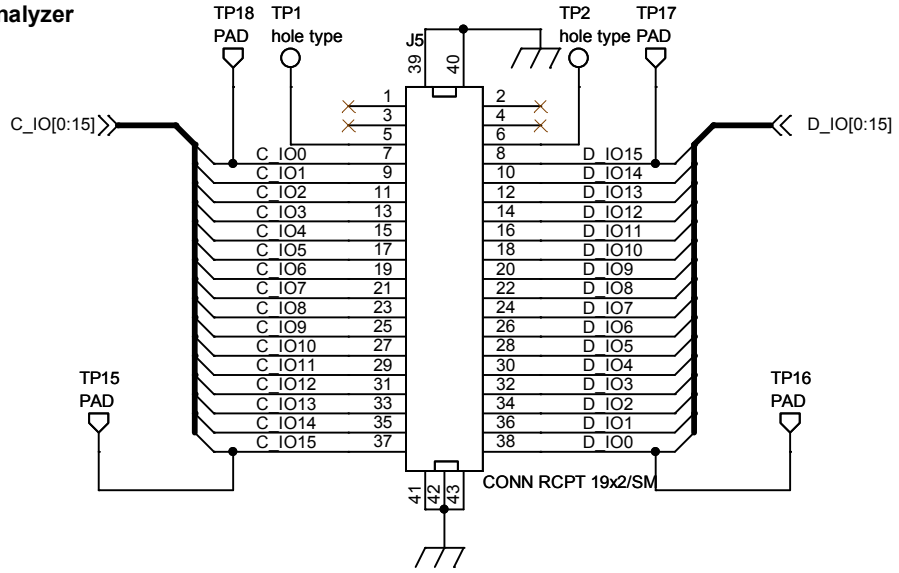 nalyzer
TP18 TP1 TP2 TP17
PAD hole type hole type PAD
J5
39 40
1 2
3 4
5 6
C_IO[0:15] D_IO[0:15]
C_IO0 7 8 D_IO15
C_IO1 9 10 D_IO14
C_IO2 11 12 D_IO13
C_IO3 13 14 D_IO12
C_IO4 15 16 D_IO11
C_IO5 17 18 D_IO10
C_IO6 19 20 D_IO9
C_IO7 21 22 D_IO8
C_IO8 23 24 D_IO7
C_IO9 25 26 D_IO6
C_IO10 27 28 D_IO5
C_IO11 29 30 D_IO4
C_IO12 31 32 D_IO3
C_IO13 33 34 D_IO2
C_IO14 35 36 D_IO1
C_IO15 37 38 D_IO0
TP15 TP16
PAD PAD
41 42 43
CONN RCPT 19x2/SM